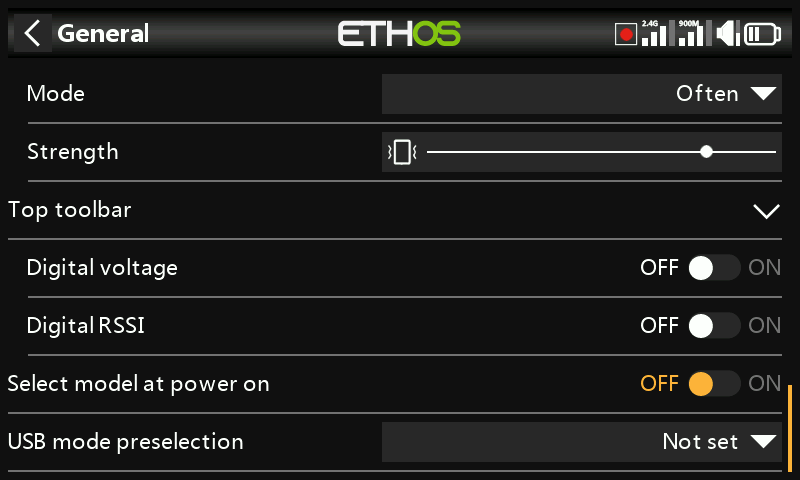 General
ETHOS
2.4G
900M
Mode
Often
Strength
Top toolbar
Digital voltage
OFF ON
Digital RSSI
OFF ON
Select model at power on
OFF ON
USB mode preselection
Not set